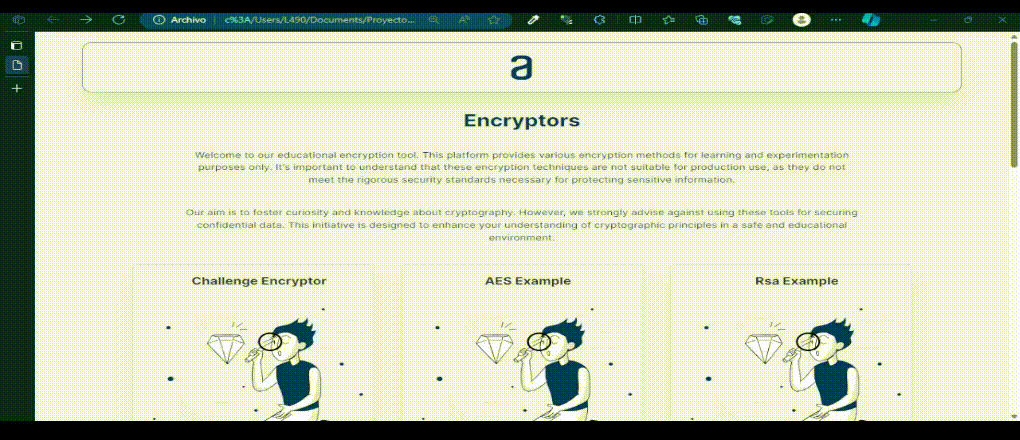 Archivo c%3A/Users/L490/Documents/Proyecto...
a
Encryptors
Welcome to our educational encryption tool. This platform provides various encryption methods for learning and experimentation
purposes only. It's important to understand that these encryption techniques are not suitable for production use, as they do not
meet the rigorous security standards necessary for protecting sensitive information.
Our aim is to foster curiosity and knowledge about cryptography. However, we strongly advise against using these tools for securing
confidential data. This initiative is designed to enhance your understanding of cryptographic principles in a safe and educational
environment.
Challenge Encryptor
AES Example
Rsa Example